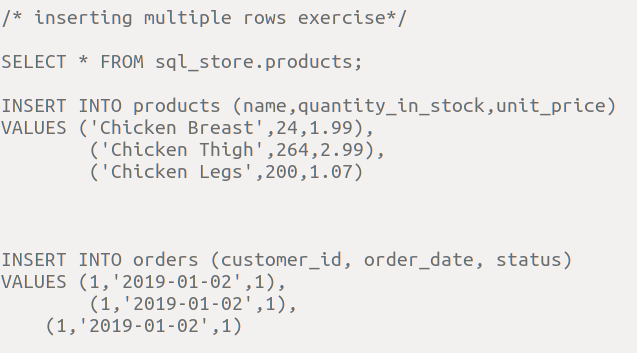 /* inserting multiple rows exercise*/
SELECT * FROM sql_store.products;
INSERT INTO products (name,quantity_in_stock,unit_price)
VALUES ('Chicken Breast',24,1.99),
('Chicken Thigh',264,2.99),
('Chicken Legs',200,1.07)
INSERT INTO orders (customer_id, order_date, status)
VALUES (1,'2019-01-02',1),
(1,'2019-01-02',1),
(1,'2019-01-02',1)